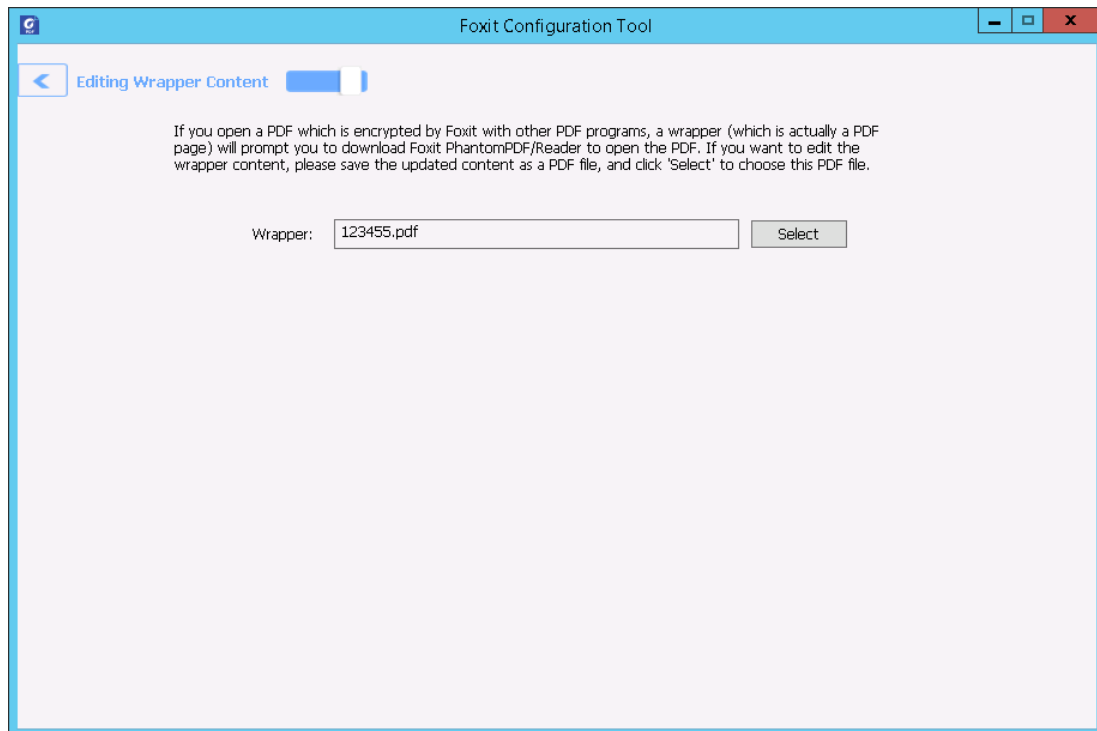 Foxit Configuration Tool
Editing Wrapper Content
If you open a PDF which is encrypted by Foxit with other PDF programs, a wrapper (which is actually a PDF
page) will prompt you to download Foxit PhantomPDF/Reader to open the PDF. If you want to edit the
wrapper content, please save the updated content as a PDF file, and click 'Select' to choose this PDF file.
Wrapper: 123455.pdf Select